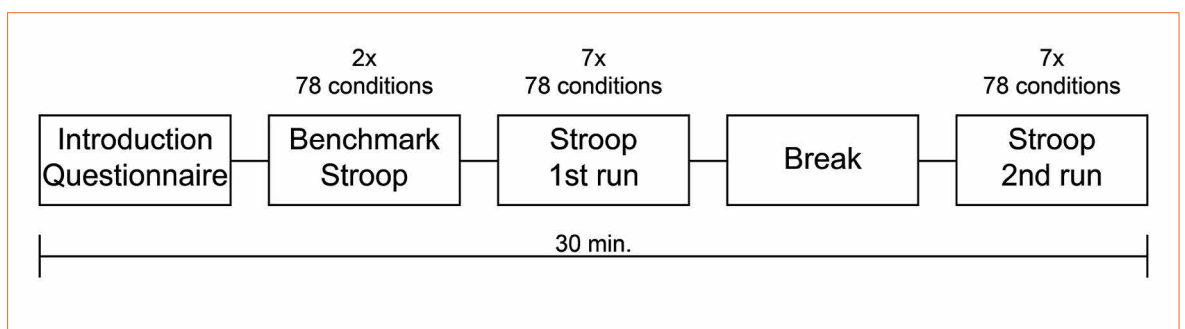 2x
78 conditions
7x
78 conditions
7x
78 conditions
Introduction
Questionnaire
Benchmark
Stroop
Stroop
1st run
Break
Stroop
2nd run
30 min.